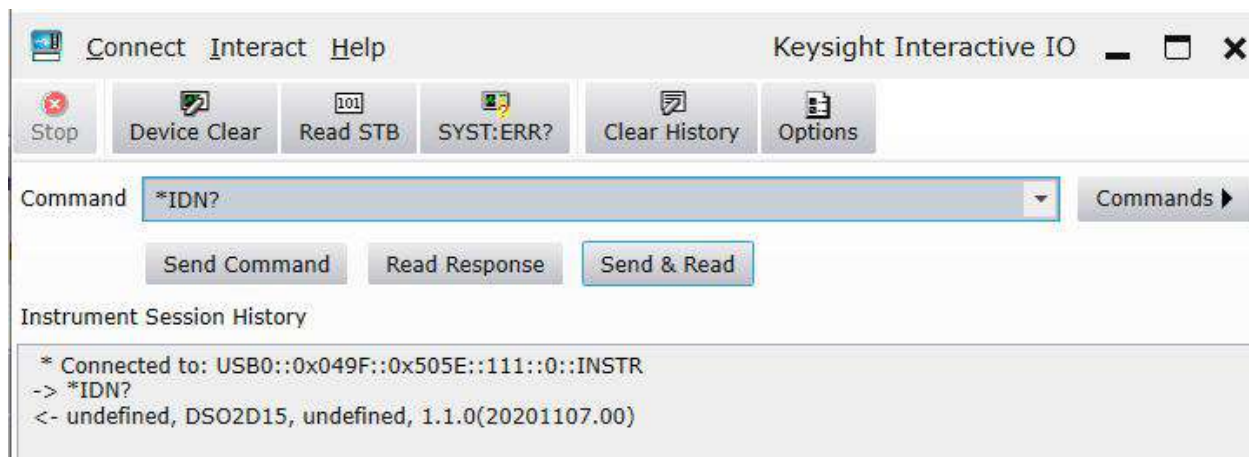 Connect Interact Help Keysight Interactive IO
Stop Device Clear 101 Read STB SYST:ERR? Clear History Options
Command *IDN? Commands
Send Command Read Response Send & Read
Instrument Session History
* Connected to: USB0::0x049F::0x505E::111::0::INSTR
-> *IDN?
<- undefined, DSO2D15, undefined, 1.1.0(20201107.00)